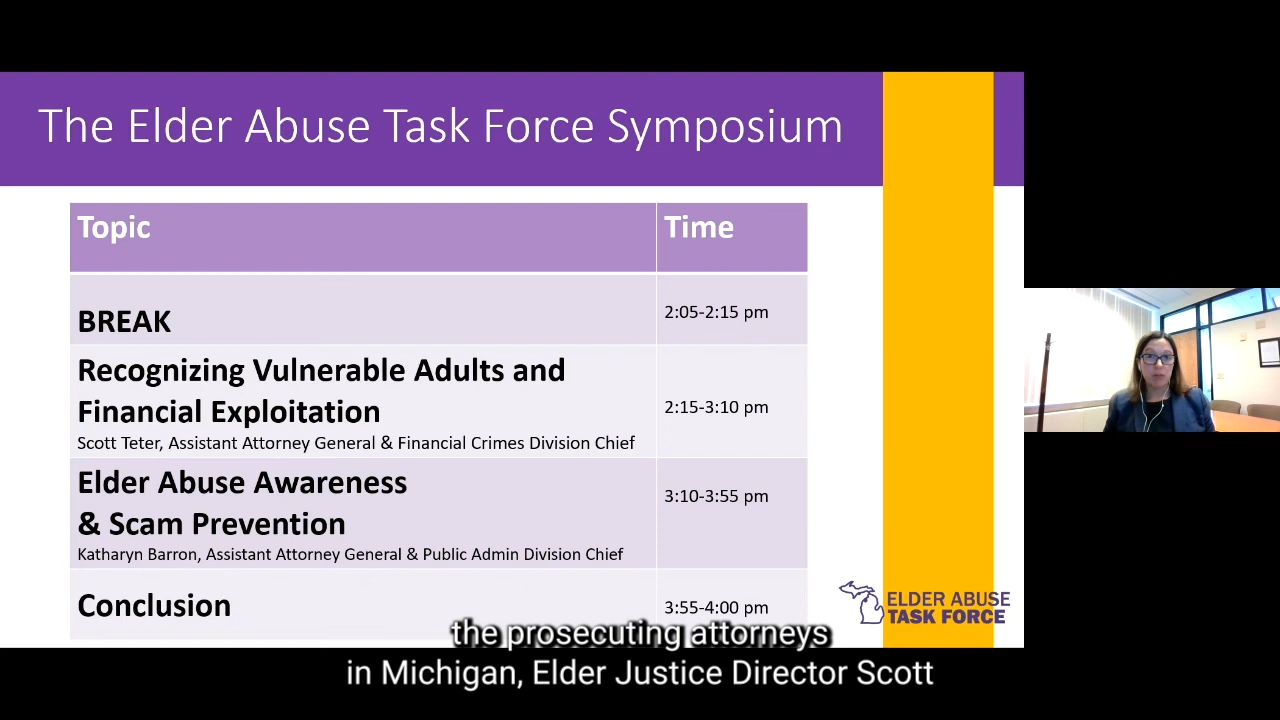 The Elder Abuse Task Force Symposium
Topic
Time
BREAK
2:05-2:15 pm
Recognizing Vulnerable Adults and
Financial Exploitation
Scott Teter, Assistant Attorney General & Financial Crimes Division Chief
2:15-3:10 pm
Elder Abuse Awareness
& Scam Prevention
Katharyn Barron, Assistant Attorney General & Public Admin Division Chief
3:10-3:55 pm
Conclusion
3:55-4:00 pm
ELDER ABUSE
TASK FORCE
the prosecuting attorneys
in Michigan, Elder Justice Director Scott